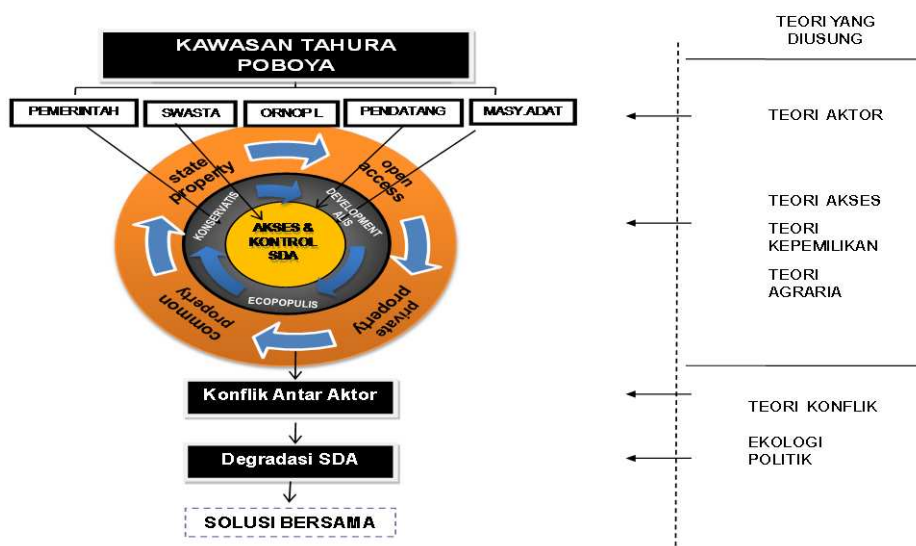 KAWASAN TAHURA
POBOYA
PEMERINTAH
SWASTA
ORNOP L
PENDATANG
MASY.ADAT
state
property
open
access
KONSERVATIS
DEVELOPMENT
ALIS
AKSES &
KONTROL
SDA
ECOPOPULIS
common
property
private
property
Konflik Antar Aktor
Degradasi SDA
SOLUSI BERSAMA
TEORI YANG
DIUSUNG
TEORI AKTOR
TEORI AKSES
TEORI
KEPEMILIKAN
TEORI
AGRARIA
TEORI KONFLIK
EKOLOGI
POLITIK